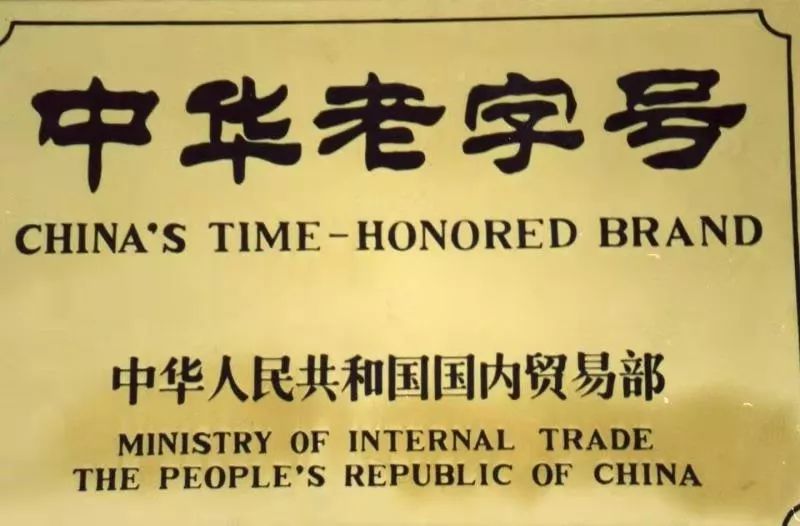 中华老字号
CHINA'S TIME-HONORED BRAND
中华人民共和国国内贸易部
MINISTRY OF INTERNAL TRADE
THE PEOPLE'S REPUBLIC OF CHINA